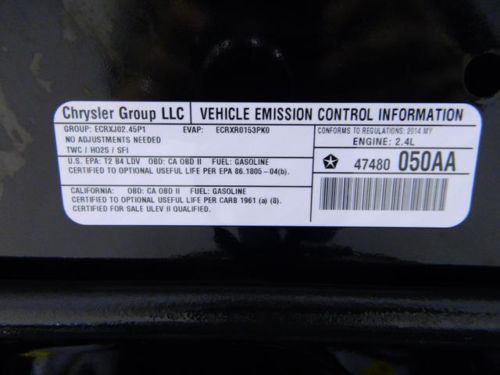 Chrysler Group LLC VEHICLE EMISSION CONTROL INFORMATION
GROUP: ECRXJ02.45P1 EVAP: ECRXR0153PK0
NO ADJUSTMENTS NEEDED
TWC / HO2S / SFI
CONFORMS TO REGULATIONS: 2014 MY
ENGINE: 2.4L
U.S. EPA: T2 B4 LDV OBD: CA OBD II FUEL: GASOLINE
CERTIFIED TO OPTIONAL USEFUL LIFE PER EPA 86.1805-04(b).
47480 050AA
CALIFORNIA: OBD: CA OBD II FUEL: GASOLINE
CERTIFIED TO OPTIONAL USEFUL LIFE PER CARB 1961 (a) (8).
CERTIFIED FOR SALE ULEV II QUALIFIED.